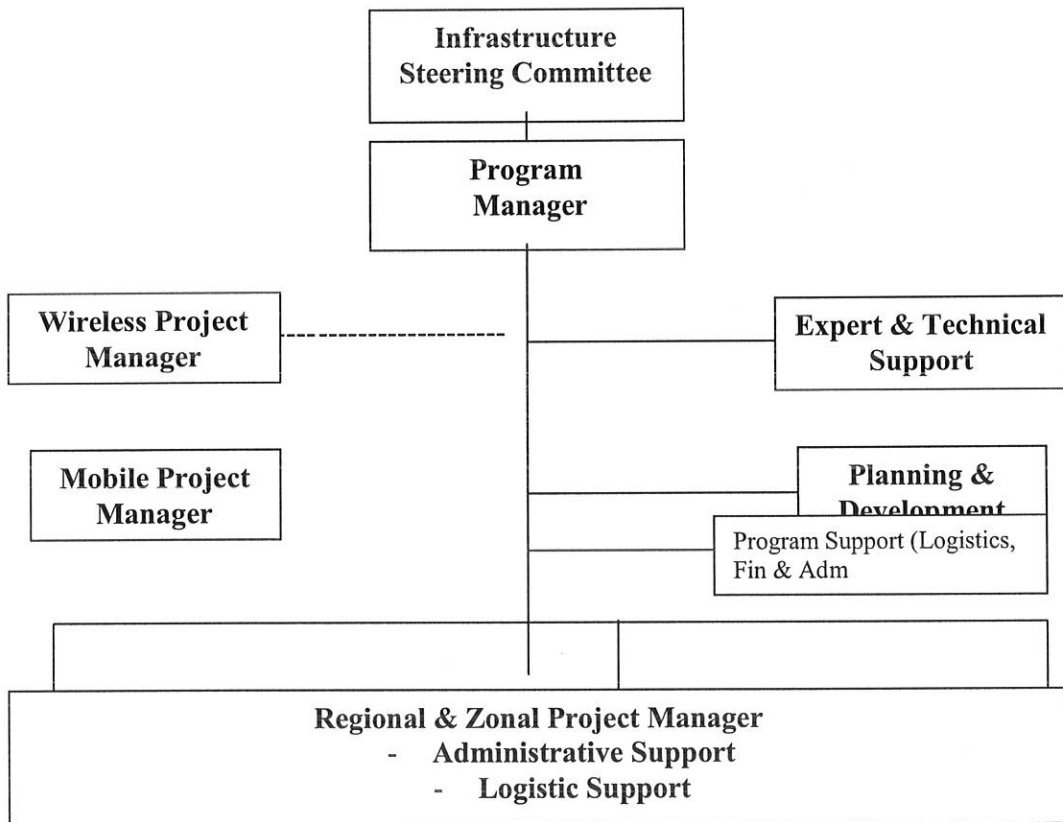 Infrastructure
Steering Committee
Program
Manager
Wireless Project
Manager
Expert & Technical
Support
Mobile Project
Manager
Planning &
Development
Program Support (Logistics,
Fin & Adm
Regional & Zonal Project Manager
- Administrative Support
- Logistic Support